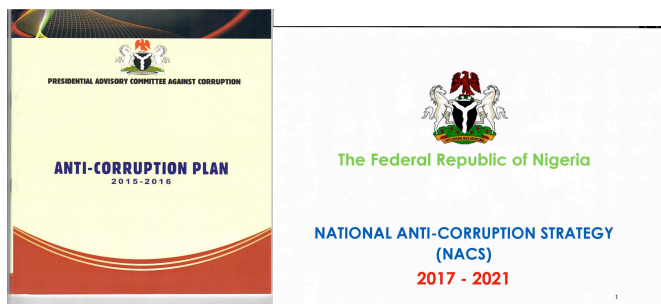 PRESIDENTIAL ADVISORY COMMITTEE AGAINST CORRUPTION
ANTI-CORRUPTION PLAN
2015-2016
The Federal Republic of Nigeria
NATIONAL ANTI-CORRUPTION STRATEGY
(NACS)
2017 - 2021
1